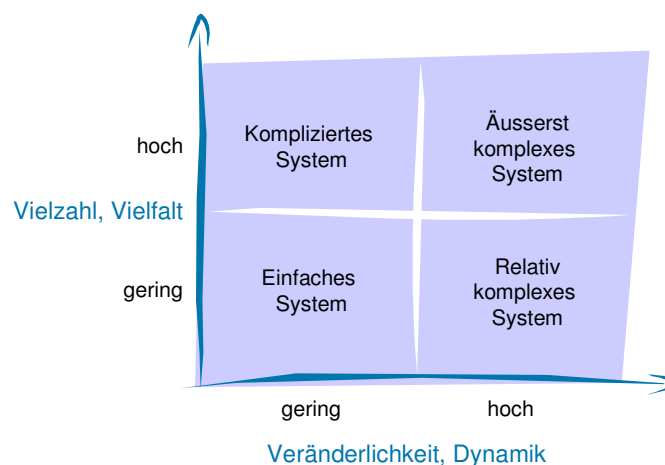 hoch
Kompliziertes
System
Äusserst
komplexes
System
Vielzahl, Vielfalt
gering
Einfaches
System
Relativ
komplexes
System
gering
hoch
Veränderlichkeit, Dynamik